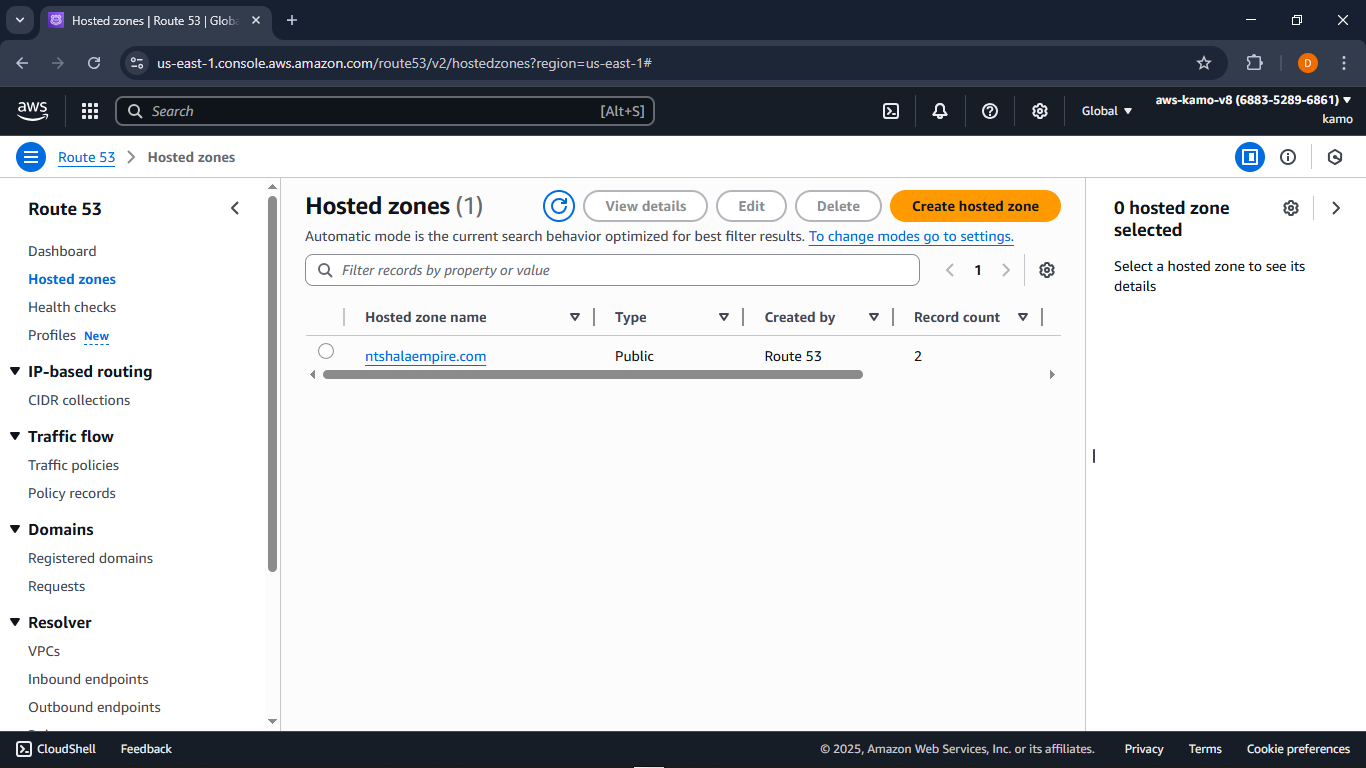 Hosted zones | Route 53 | Globa
us-east-1.console.aws.amazon.com/route53/v2/hostedzones?region=us-east-1#
D
aws
Search [Alt+S]
Global
aws-kamo-v8 (6883-5289-6861)
kamo
Route 53 Hosted zones
Route 53
Dashboard
Hosted zones
Health checks
Profiles New
IP-based routing
CIDR collections
Traffic flow
Traffic policies
Policy records
Domains
Registered domains
Requests
Resolver
VPCs
Inbound endpoints
Outbound endpoints
Hosted zones (1)
View details Edit Delete Create hosted zone
Automatic mode is the current search behavior optimized for best filter results. To change modes go to settings.
Filter records by property or value
1
Hosted zone name Type Created by Record count
ntshalaempire.com Public Route 53 2
0 hosted zone
selected
Select a hosted zone to see its
details
CloudShell Feedback © 2025, Amazon Web Services, Inc. or its affiliates. Privacy Terms Cookie preferences